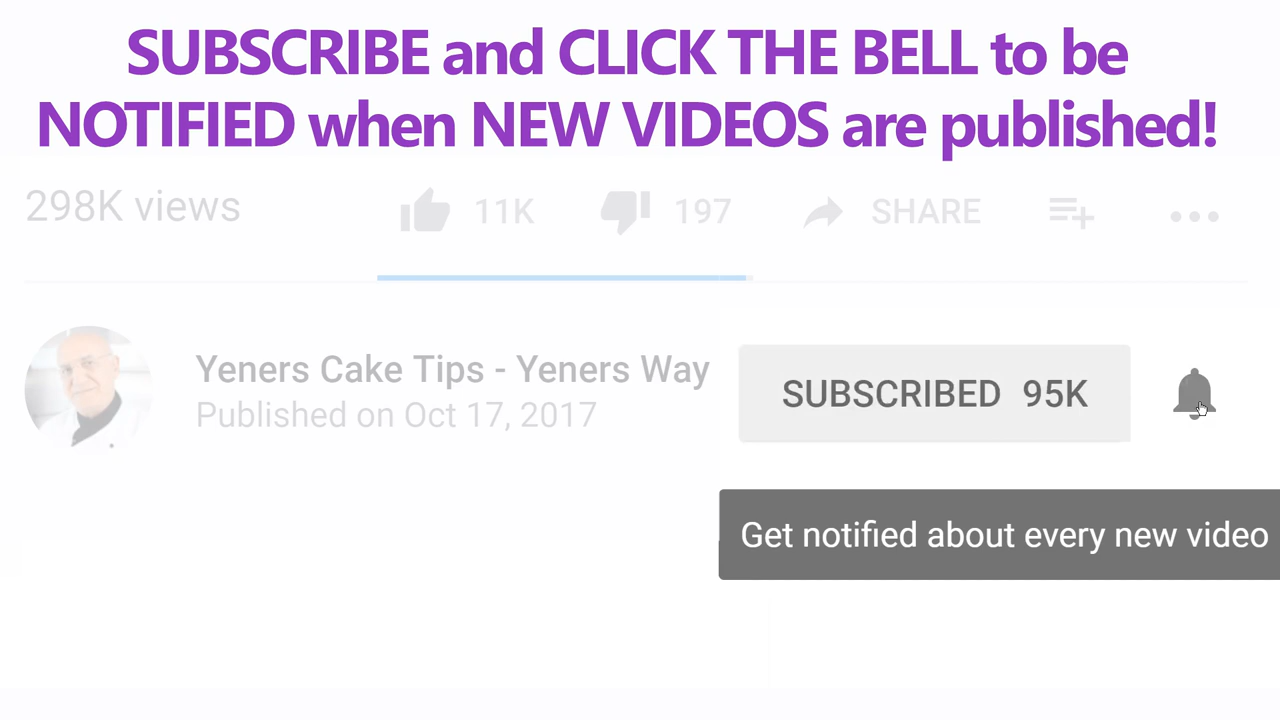 SUBSCRIBE and CLICK THE BELL to be
NOTIFIED when NEW VIDEOS are published!
298K views 11K 197 SHARE
Yeners Cake Tips - Yeners Way
Published on Oct 17, 2017
SUBSCRIBED 95K
Get notified about every new video